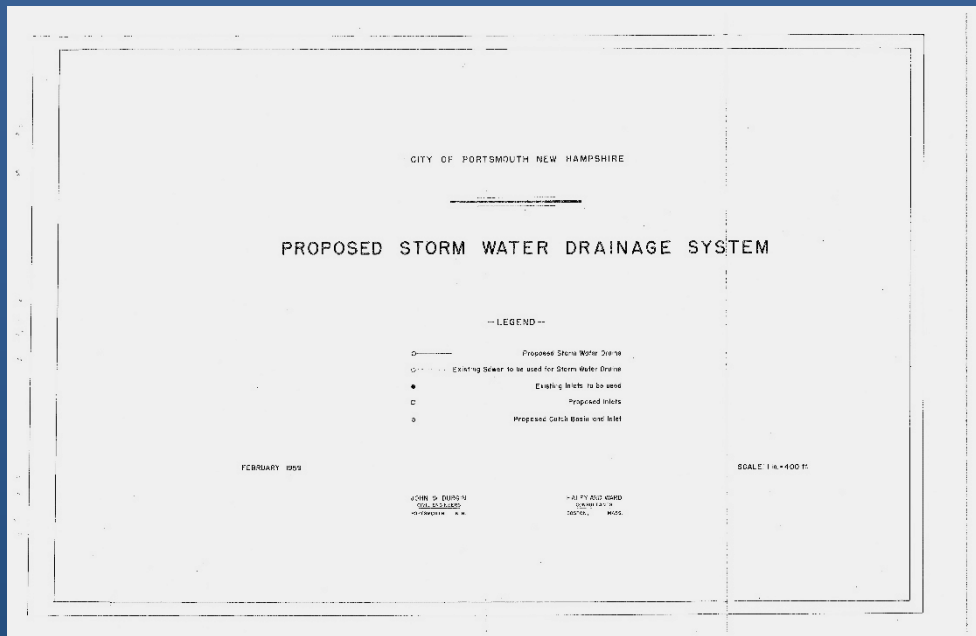 CITY OF PORTSMOUTH NEW HAMPSHIRE
PROPOSED STORM WATER DRAINAGE SYSTEM
--LEGEND--
Proposed Storm Water Drains
Existing Sewer to be used for Storm Water Drains
Existing Inlets to be used
Proposed Inlets
Proposed Catch Basin and Inlet
FEBRUARY 1959
SCALE: 1 in.=400 ft.
JOHN W. DURGIN
CIVIL ENGINEERS
PORTSMOUTH N.H.
HALEY AND WARD
CONSULTANTS
BOSTON, MASS.